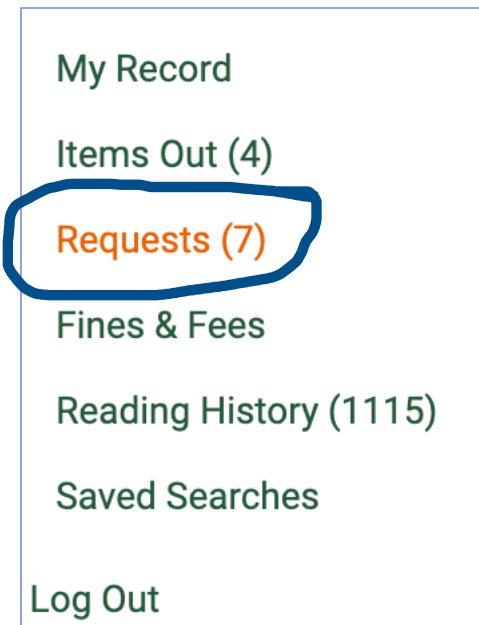 My Record
Items Out (4)
Requests (7)
Fines & Fees
Reading History (1115)
Saved Searches
Log Out